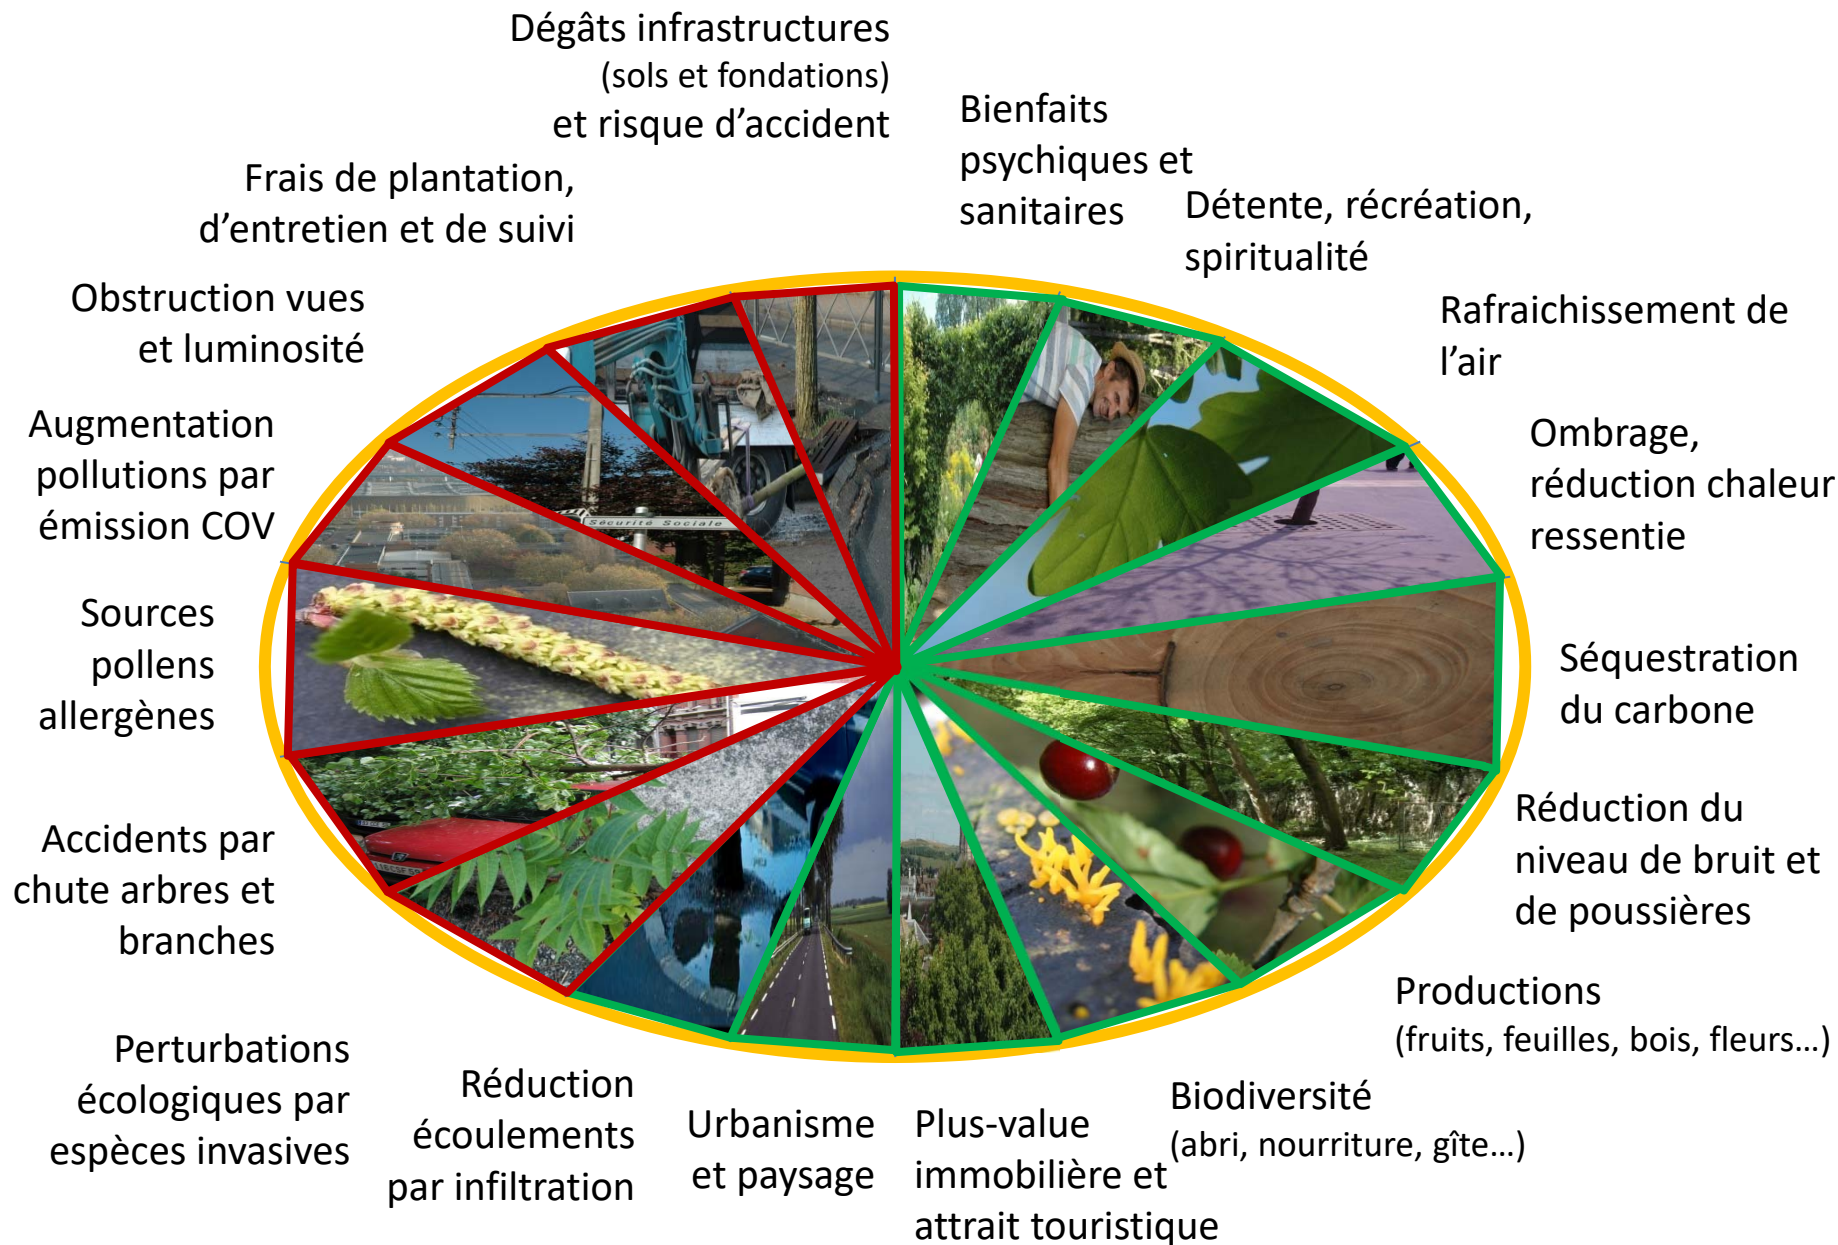 Dégâts infrastructures
(sols et fondations)
et risque d’accident
Bienfaits
psychiques et
sanitaires
Détente, récréation,
spiritualité
Rafraichissement de
l’air
Ombrage,
réduction chaleur
ressentie
Séquestration
du carbone
Réduction du
niveau de bruit et
de poussières
Productions
(fruits, feuilles, bois, fleurs…)
Biodiversité
(abri, nourriture, gîte…)
Plus-value
immobilière et
attrait touristique
Urbanisme
et paysage
Réduction
écoulements
par infiltration
Perturbations
écologiques par
espèces invasives
Accidents par
chute arbres et
branches
Sources
pollens
allergènes
Augmentation
pollutions par
émission COV
Obstruction vues
et luminosité
Frais de plantation,
d’entretien et de suivi
Sécurité Sociale